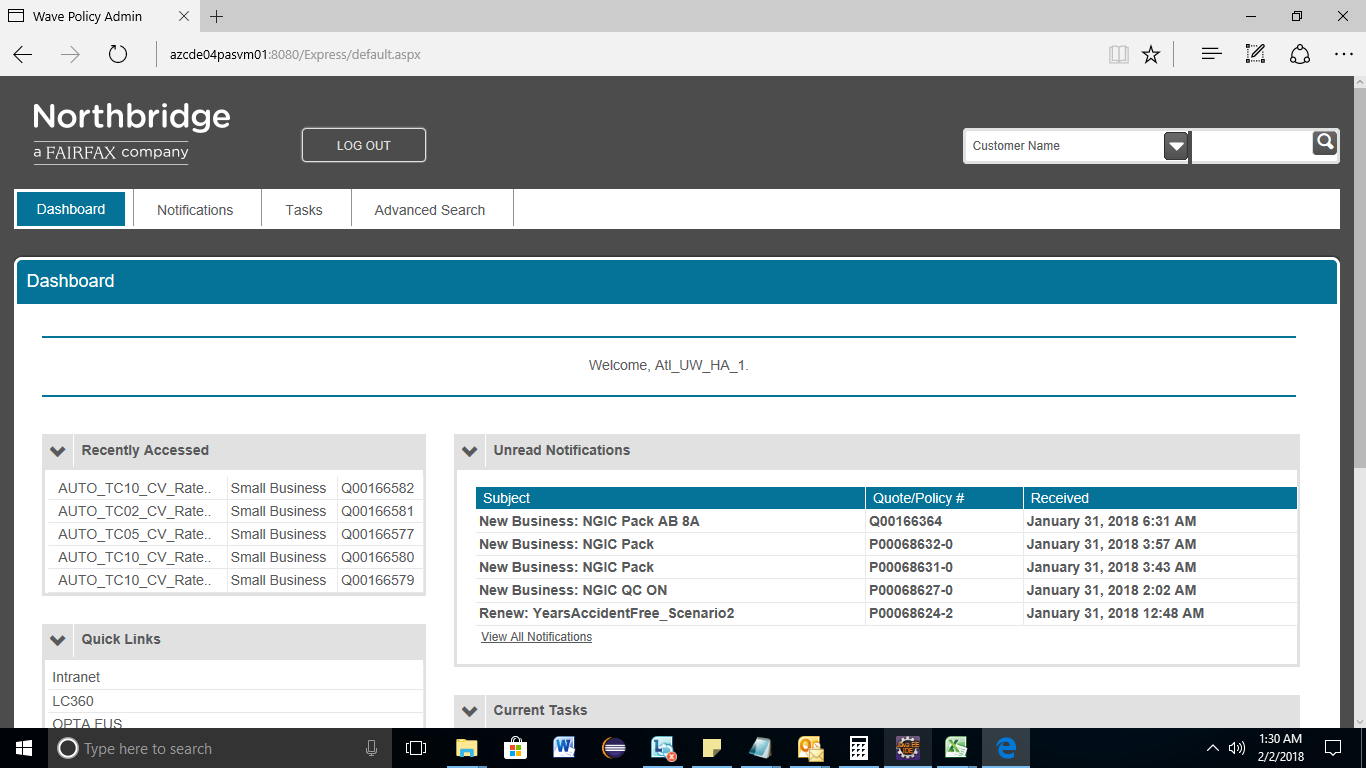 Wave Policy Admin
azcde04pasvm01:8080/Express/default.aspx
Northbridge
a FAIRFAX company
LOG OUT
Customer Name
Dashboard Notifications Tasks Advanced Search
Dashboard
Welcome, Atl_UW_HA_1.
Recently Accessed
AUTO_TC10_CV_Rate.. Small Business Q00166582
AUTO_TC02_CV_Rate.. Small Business Q00166581
AUTO_TC05_CV_Rate.. Small Business Q00166577
AUTO_TC10_CV_Rate.. Small Business Q00166580
AUTO_TC10_CV_Rate.. Small Business Q00166579
Quick Links
Intranet
LC360
OPTA EUS
Unread Notifications
Subject Quote/Policy # Received
New Business: NGIC Pack AB 8A Q00166364 January 31, 2018 6:31 AM
New Business: NGIC Pack P00068632-0 January 31, 2018 3:57 AM
New Business: NGIC Pack P00068631-0 January 31, 2018 3:43 AM
New Business: NGIC QC ON P00068627-0 January 31, 2018 2:02 AM
Renew: YearsAccidentFree_Scenario2 P00068624-2 January 31, 2018 12:48 AM
View All Notifications
Current Tasks
Type here to search
1:30 AM
2/2/2018